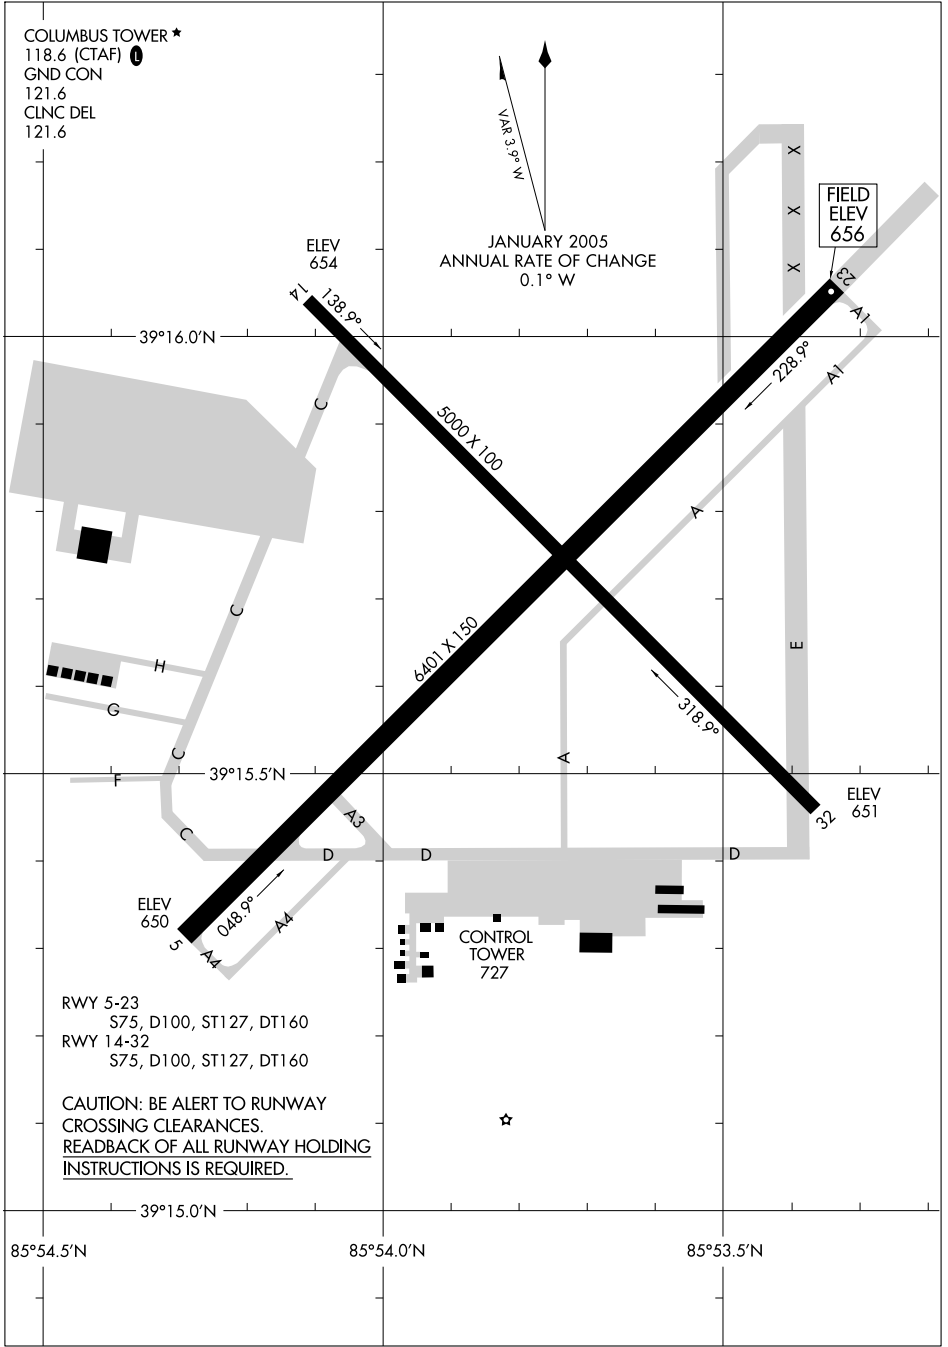 COLUMBUS TOWER ★
118.6 (CTAF) L
GND CON
121.6
CLNC DEL
121.6
VAR 3.9° W
JANUARY 2005
ANNUAL RATE OF CHANGE
0.1° W
FIELD
ELEV
656
ELEV
654
14
138.9°
23
A1
39°16.0'N
228.9°
A1
C
5000 X 100
A
C
6401 X 150
E
H
318.9°
G
C
A
39°15.5'N
F
ELEV
651
32
A3
C
D
D
D
ELEV
650
048.9°
A4
5
A4
CONTROL
TOWER
727
RWY 5-23
S75, D100, ST127, DT160
RWY 14-32
S75, D100, ST127, DT160
CAUTION: BE ALERT TO RUNWAY
CROSSING CLEARANCES.
READBACK OF ALL RUNWAY HOLDING
INSTRUCTIONS IS REQUIRED.
39°15.0'N
85°54.5'N
85°54.0'N
85°53.5'N
X
X
X